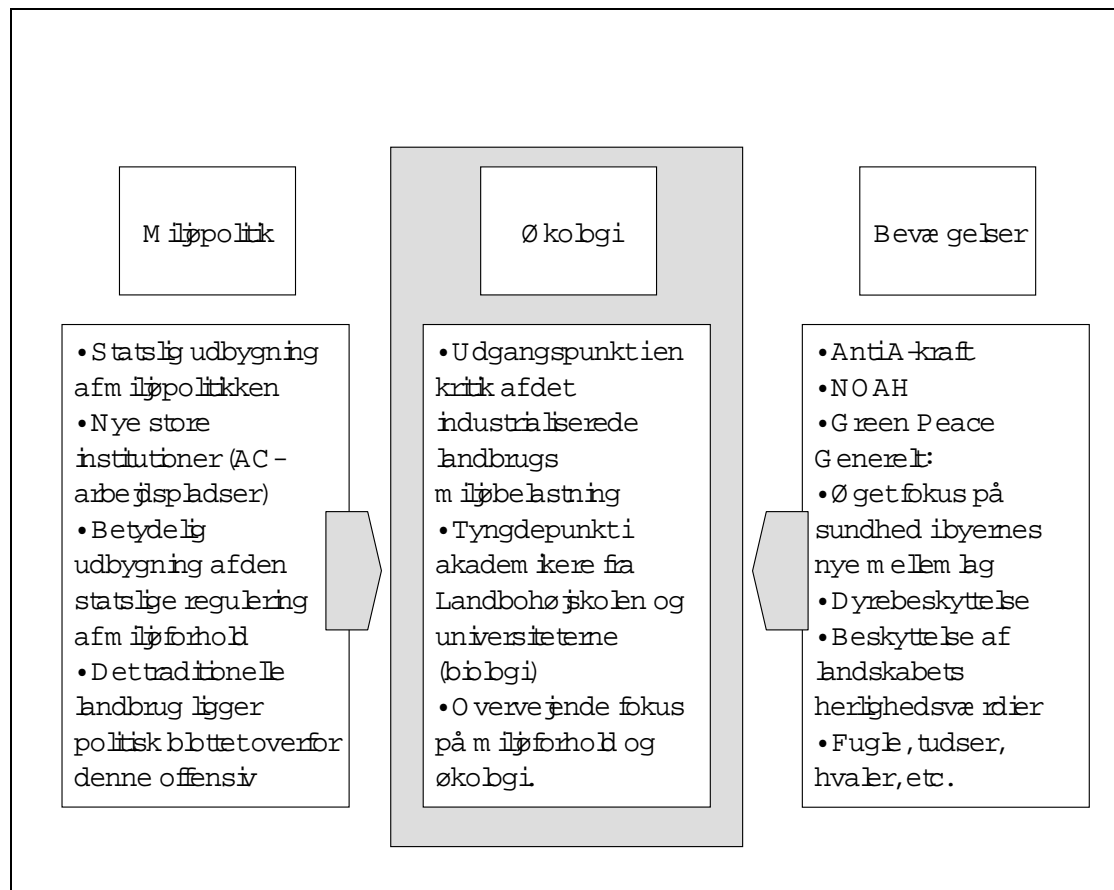 Miljøpolitik
Økologi
Bevægelser
•Statslig udbygning
af miljøpolitikken
•Nye store
institutioner (AC-
arbejdspladser)
•Betydelig
udbygning af den
statslige regulering
af miljøforhold
•Det traditionelle
landbrug ligger
politisk blottet overfor
denne offensiv
•Udgangspunkt i en
kritik af det
industrialiserede
landbrugs
miljøbelastning
•Tyngdepunkt i
akademikere fra
Landbohøjskolen og
universiteterne
(biologi)
•Overvejende fokus
på miljøforhold og
økologi.
•Anti A-kraft
•NOAH
•Green Peace
Generelt:
•Øget fokus på
sundhed i byernes
nye mellemlag
•Dyrebeskyttelse
•Beskyttelse af
landskabets
herlighedsværdier
•Fugle, tudser,
hvaler, etc.